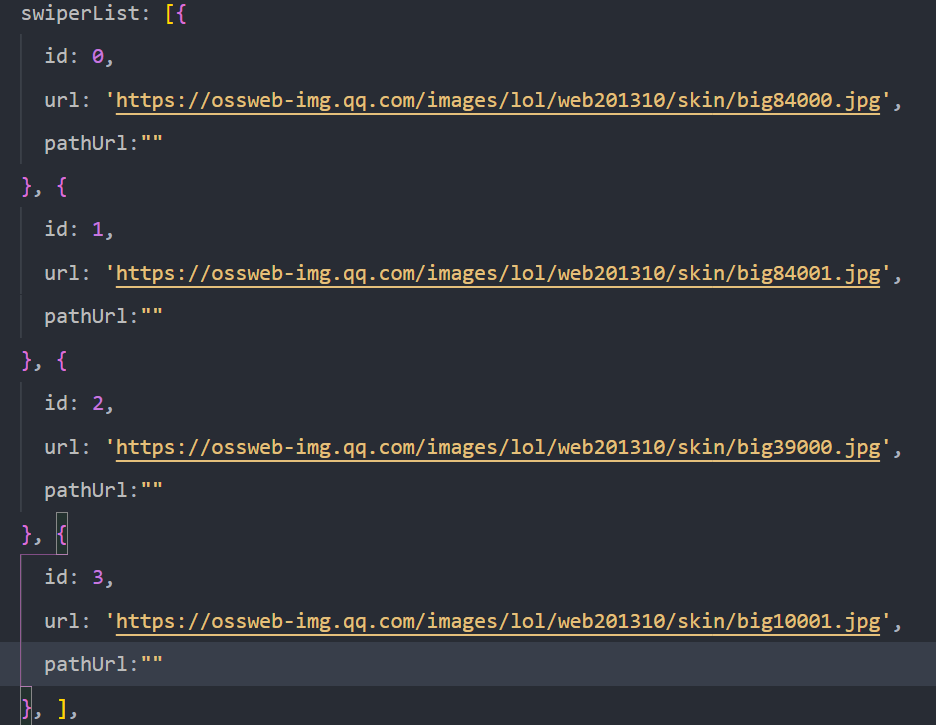 swiperList: [{
id: 0,
url: 'https://ossweb-img.qq.com/images/lol/web201310/skin/big84000.jpg',
pathUrl:""
}, {
id: 1,
url: 'https://ossweb-img.qq.com/images/lol/web201310/skin/big84001.jpg',
pathUrl:""
}, {
id: 2,
url: 'https://ossweb-img.qq.com/images/lol/web201310/skin/big39000.jpg',
pathUrl:""
}, {
id: 3,
url: 'https://ossweb-img.qq.com/images/lol/web201310/skin/big10001.jpg',
pathUrl:""
}, ],